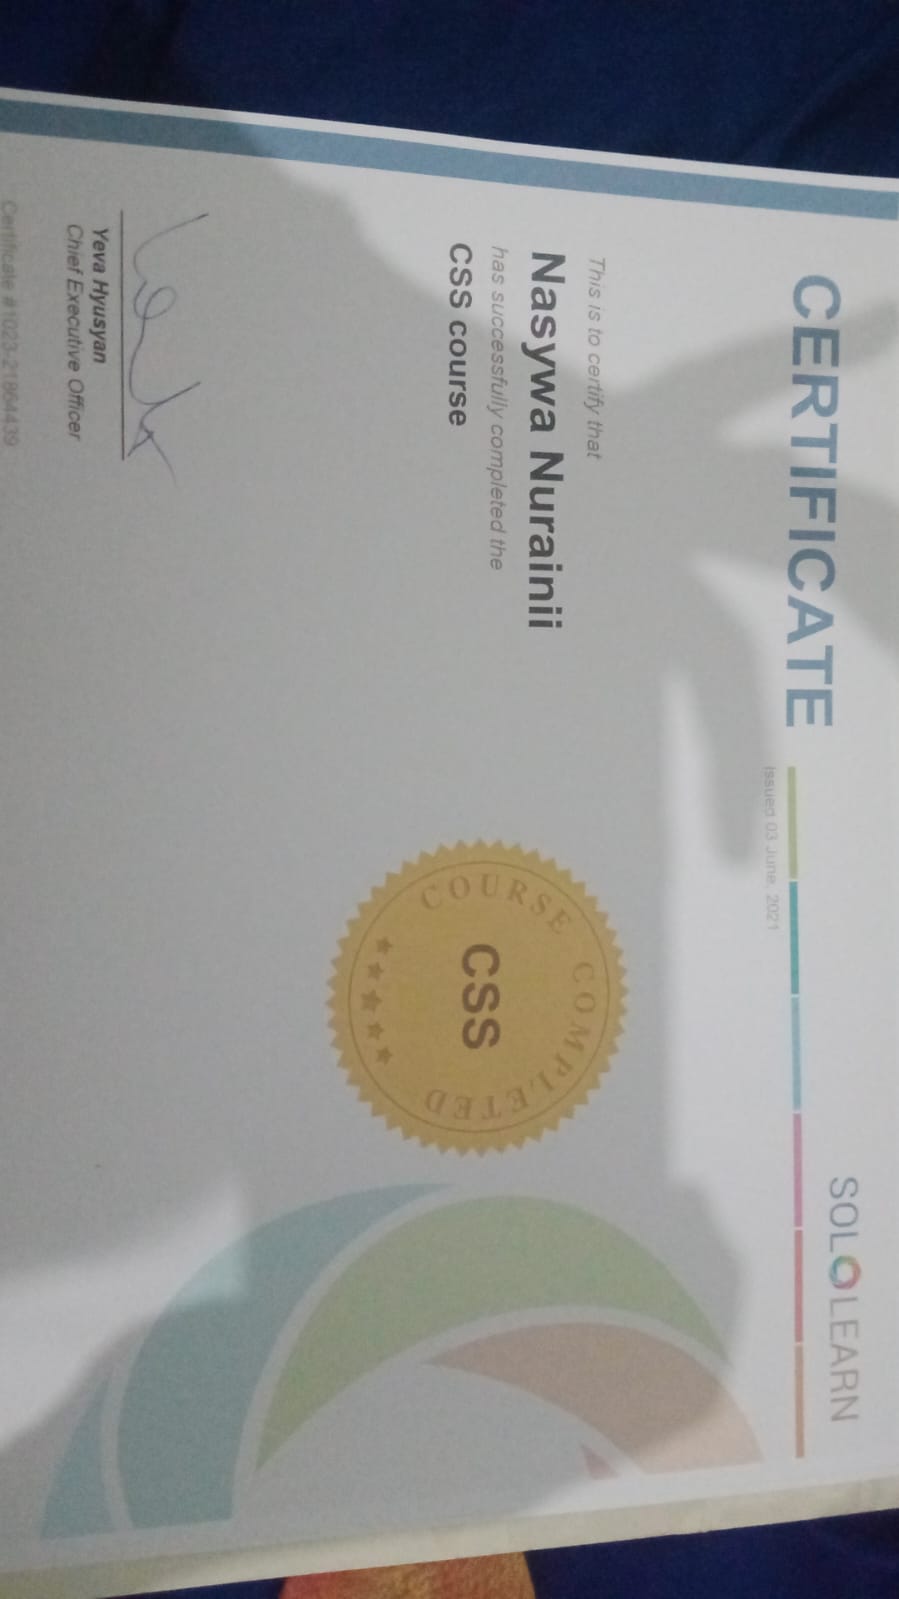 CERTIFICATE
SOLOLEARN
Issued 03 June, 2021
This is to certify that
Nasywa Nurainii
has successfully completed the
CSS course
COURSE COMPLETED
CSS
Yeva Hyusyan
Chief Executive Officer
Certificate #1023-21864439